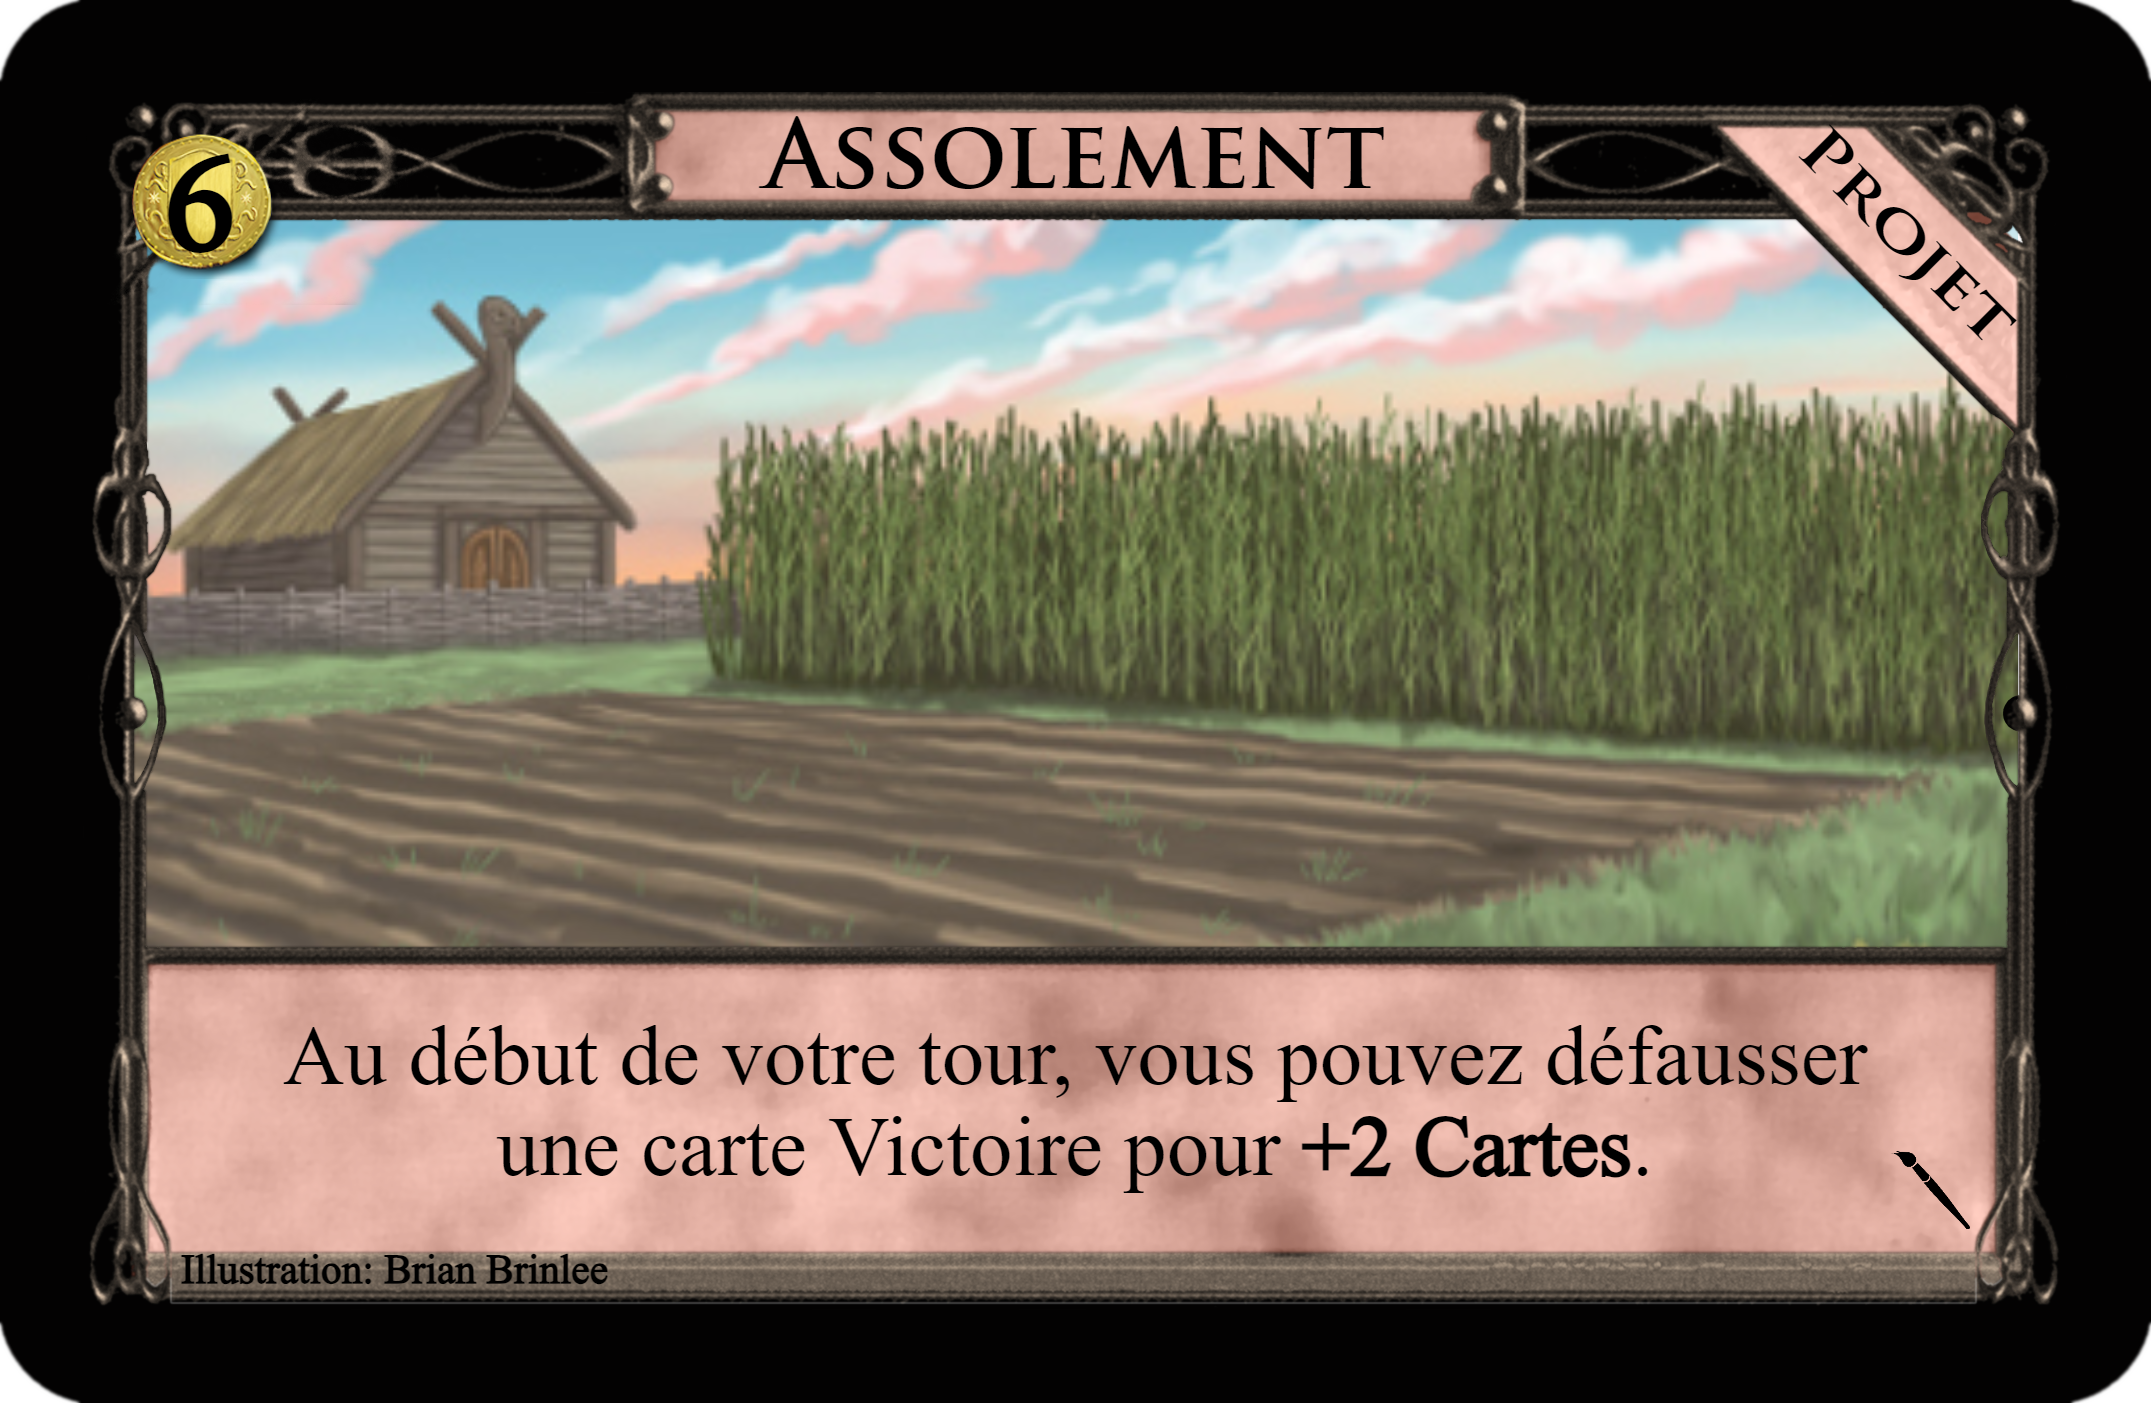 ASSOLEMENT
6
PROJET
Au début de votre tour, vous pouvez défausser
une carte Victoire pour +2 Cartes.
Illustration: Brian Brinlee